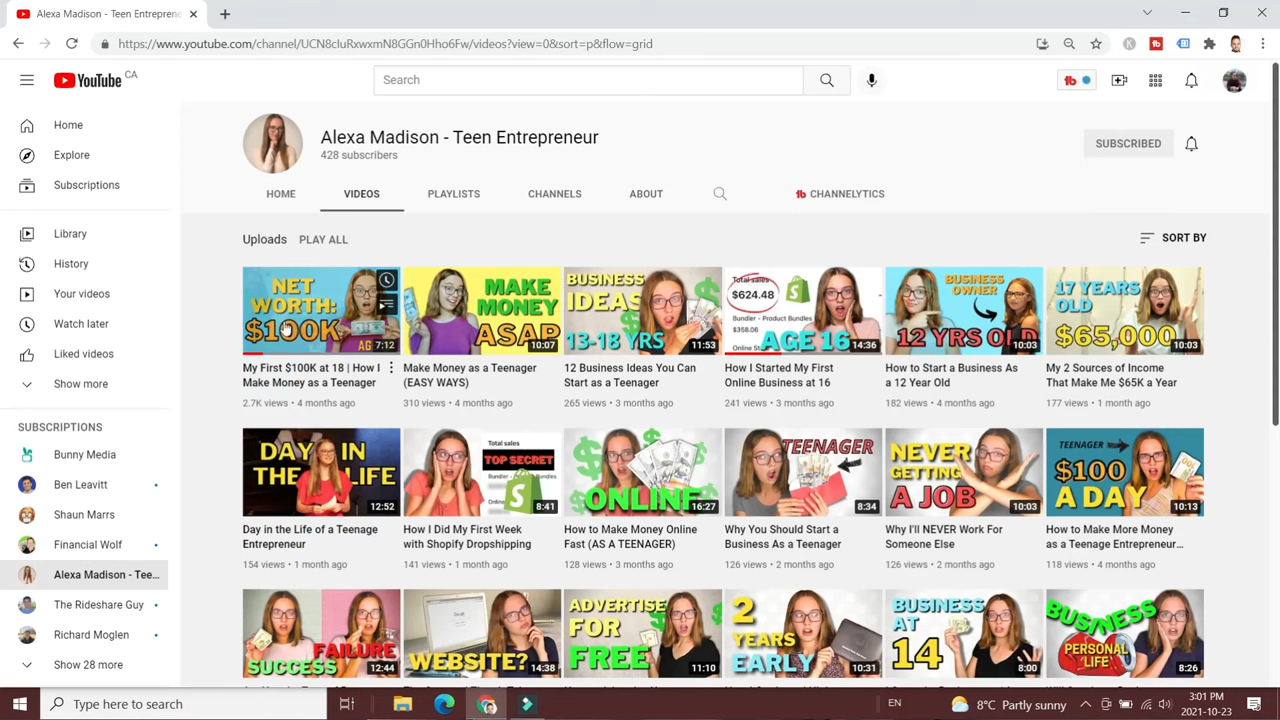 Alexa Madison - Teen Entrepreneur
https://www.youtube.com/channel/UCN8cIuRxwxmN8GGn0Hho6Fw/videos?view=0&sort=p&flow=grid
YouTube CA
Search
Home
Explore
Subscriptions
Library
History
Your videos
Watch later
Liked videos
Show more
SUBSCRIPTIONS
Bunny Media
Ben Leavitt
Shaun Marrs
Financial Wolf
Alexa Madison - Tee...
The Rideshare Guy
Richard Moglen
Show 28 more
Alexa Madison - Teen Entrepreneur
428 subscribers
SUBSCRIBED
HOME VIDEOS PLAYLISTS CHANNELS ABOUT CHANNELYTICS
Uploads PLAY ALL
SORT BY
NET
WORTH:
$100K
AGE 18
7:12
My First $100K at 18 | How I
Make Money as a Teenager
2.7K views • 4 months ago
MAKE
MONEY
ASAP
10:07
Make Money as a Teenager
(EASY WAYS)
310 views • 4 months ago
BUSINESS
IDEAS
13-18 YRS
11:53
12 Business Ideas You Can
Start as a Teenager
265 views • 3 months ago
Total sales
$624.48
Bundler - Product Bundles
$358.06
Online St
AGE 16
14:36
How I Started My First
Online Business at 16
241 views • 3 months ago
BUSINESS
OWNER
12 YRS OLD
10:03
How to Start a Business As
a 12 Year Old
182 views • 4 months ago
17 YEARS
OLD
$65,000
10:03
My 2 Sources of Income
That Make Me $65K a Year
177 views • 1 month ago
DAY IN
THE LIFE
12:52
Day in the Life of a Teenage
Entrepreneur
154 views • 1 month ago
Total sales
TOP SECRET
Bundler - Bundles
8:41
How I Did My First Week
with Shopify Dropshipping
141 views • 1 month ago
ONLINE
16:27
How to Make Money Online
Fast (AS A TEENAGER)
128 views • 3 months ago
TEENAGER
8:34
Why You Should Start a
Business As a Teenager
126 views • 2 months ago
NEVER
GETTING
A JOB
10:03
Why I'll NEVER Work For
Someone Else
126 views • 2 months ago
TEENAGER
$100
A DAY
10:13
How to Make More Money
as a Teenage Entrepreneur...
118 views • 4 months ago
SUCCESS FAILURE
12:44
WEBSITE?
14:38
ADVERTISE
FOR
FREE
11:10
2
YEARS
EARLY
10:31
BUSINESS
AT
14
8:00
BUSINESS
PERSONAL
LIFE
8:26
Type here to search
EN
8°C Partly sunny
3:01 PM
2021-10-23